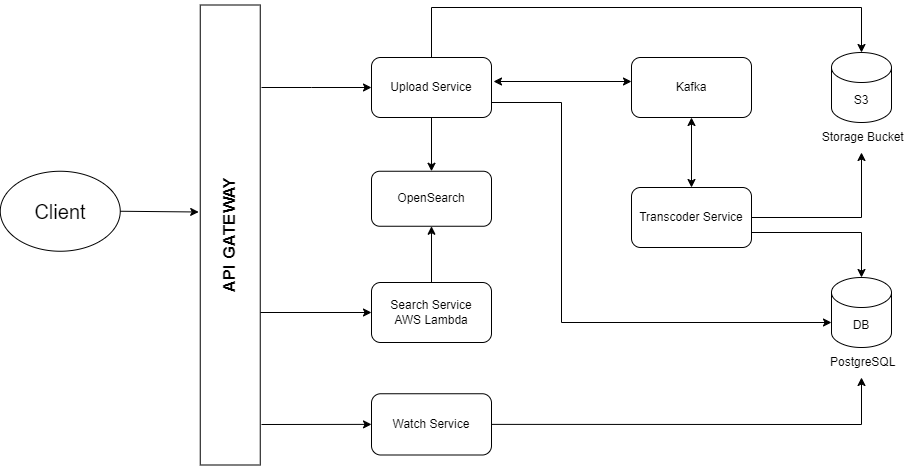 Client
API GATEWAY
Upload Service
Kafka
S3
Storage Bucket
OpenSearch
Transcoder Service
Search Service
AWS Lambda
DB
PostgreSQL
Watch Service